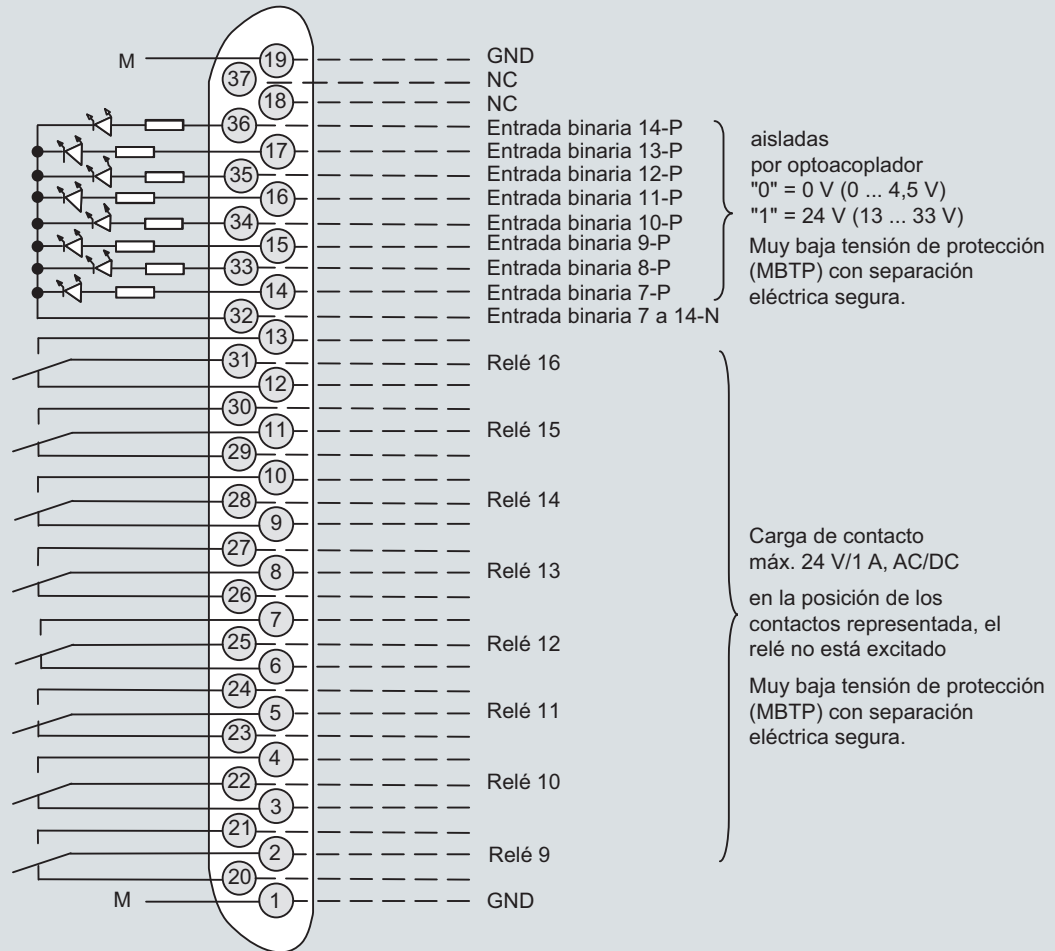 M 19 GND
37 NC
18 NC
36 Entrada binaria 14-P
17 Entrada binaria 13-P
35 Entrada binaria 12-P
16 Entrada binaria 11-P
34 Entrada binaria 10-P
15 Entrada binaria 9-P
33 Entrada binaria 8-P
14 Entrada binaria 7-P
32 Entrada binaria 7 a 14-N
aisladas
por optoacoplador
"0" = 0 V (0 ... 4,5 V)
"1" = 24 V (13 ... 33 V)
Muy baja tensión de protección
(MBTP) con separación
eléctrica segura.
13
31 Relé 16
12
30
11 Relé 15
29
10
28 Relé 14
9
27
8 Relé 13
26
7
25 Relé 12
6
24
5 Relé 11
23
4
22 Relé 10
3
21
2 Relé 9
20
M 1 GND
Carga de contacto
máx. 24 V/1 A, AC/DC
en la posición de los
contactos representada, el
relé no está excitado
Muy baja tensión de protección
(MBTP) con separación
eléctrica segura.